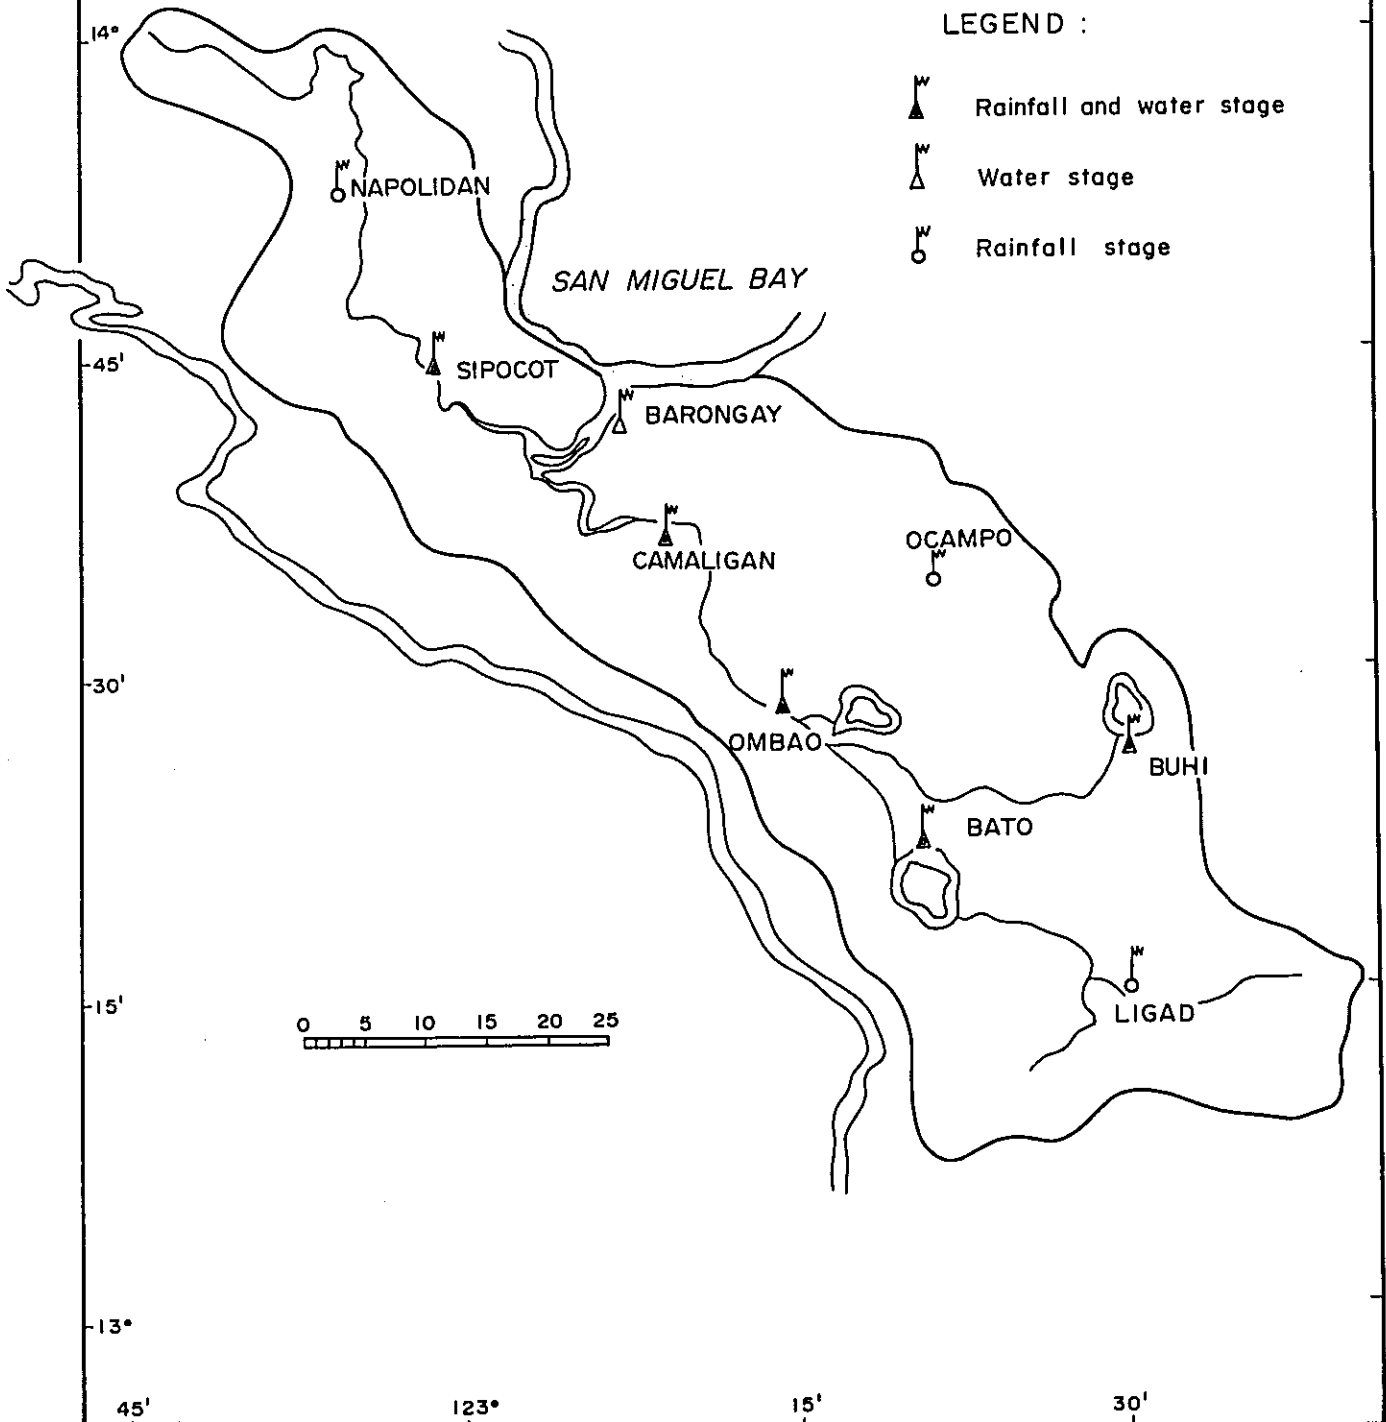 LEGEND :
14°
Rainfall and water stage
Water stage
NAPOLIDAN
Rainfall stage
SAN MIGUEL BAY
45'
SIPOCOT
BARONGAY
OCAMPO
CAMALIGAN
30'
OMBAO
BUHI
BATO
15'
LIGAD
0 5 10 15 20 25
13°
45' 123° 15' 30'